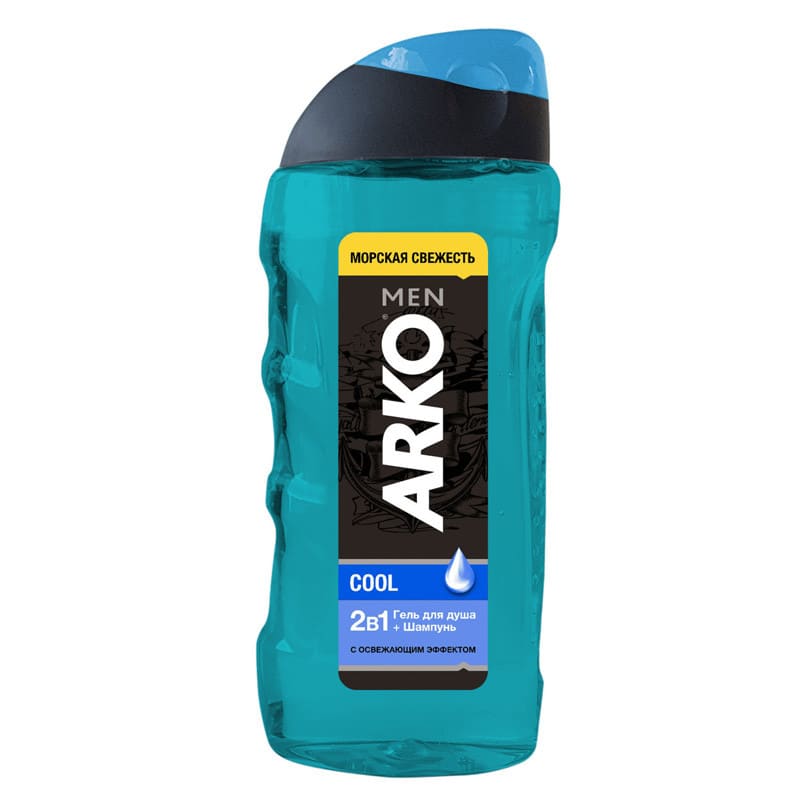 МОРСКАЯ СВЕЖЕСТЬ
MEN
©
ARKO
COOL
2в1 Гель для душа
+ Шампунь
С ОСВЕЖАЮЩИМ ЭФФЕКТОМ